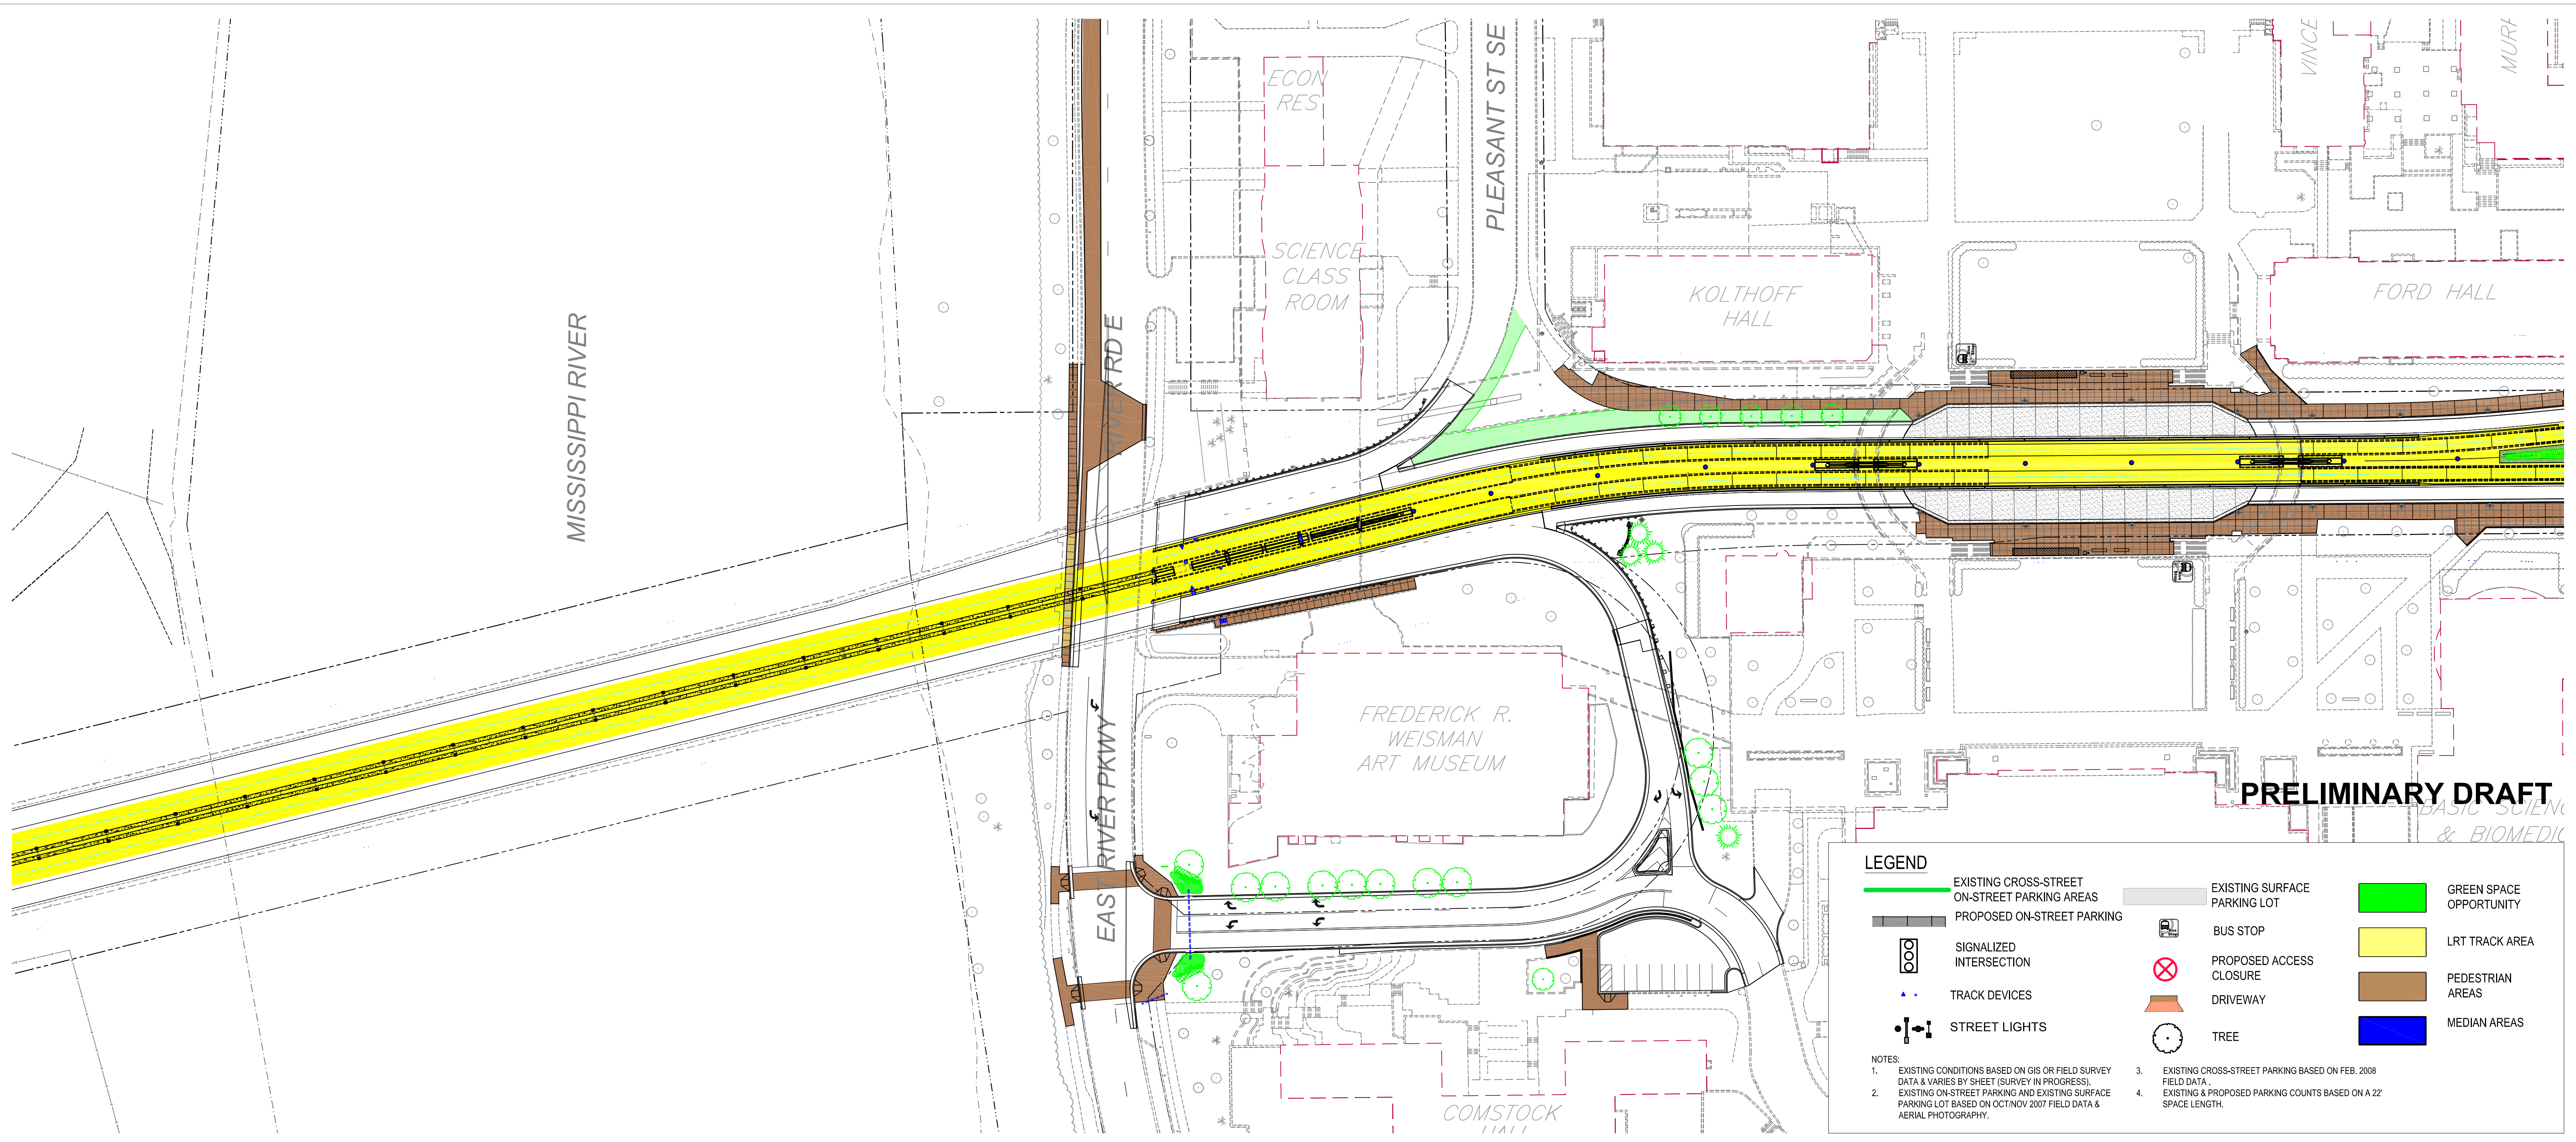 PLEASANT ST SE
ECON
RES
SCIENCE
CLASS
ROOM
KOLTHOFF
HALL
FORD HALL
MISSISSIPPI RIVER
RIVER RD E
EAST RIVER PKWY
FREDERICK R.
WEISMAN
ART MUSEUM
COMSTOCK
HALL
PRELIMINARY DRAFT
LEGEND
EXISTING CROSS-STREET
ON-STREET PARKING AREAS
PROPOSED ON-STREET PARKING
SIGNALIZED
INTERSECTION
TRACK DEVICES
STREET LIGHTS
EXISTING SURFACE
PARKING LOT
BUS STOP
PROPOSED ACCESS
CLOSURE
DRIVEWAY
TREE
GREEN SPACE
OPPORTUNITY
LRT TRACK AREA
PEDESTRIAN
AREAS
MEDIAN AREAS
NOTES:
1. EXISTING CONDITIONS BASED ON GIS OR FIELD SURVEY
DATA & VARIES BY SHEET (SURVEY IN PROGRESS).
2. EXISTING ON-STREET PARKING AND EXISTING SURFACE
PARKING LOT BASED ON OCT/NOV 2007 FIELD DATA &
AERIAL PHOTOGRAPHY.
3. EXISTING CROSS-STREET PARKING BASED ON FEB. 2008
FIELD DATA .
4. EXISTING & PROPOSED PARKING COUNTS BASED ON A 22'
SPACE LENGTH.